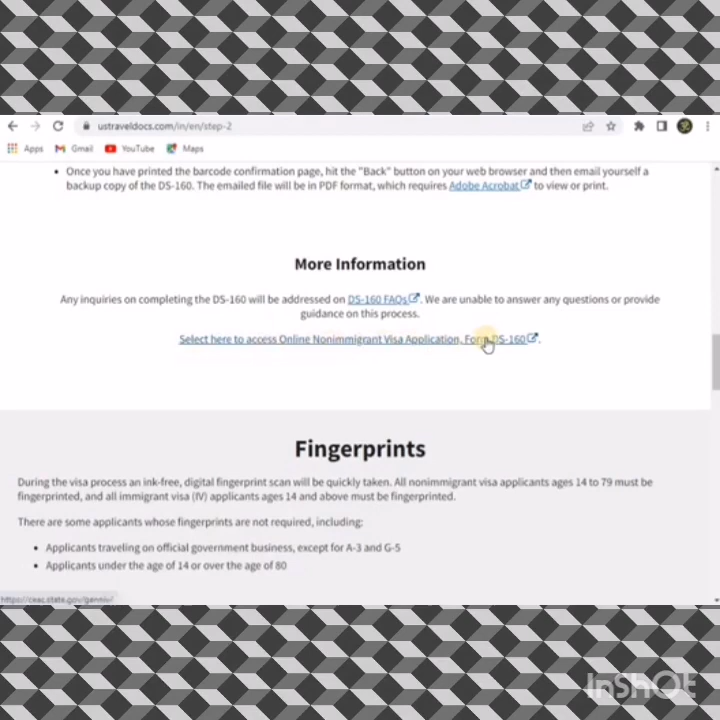 ustraveldocs.com/in/en/step-2
Apps Gmail YouTube Maps
• Once you have printed the barcode confirmation page, hit the "Back" button on your web browser and then email yourself a
backup copy of the DS-160. The emailed file will be in PDF format, which requires Adobe Acrobat to view or print.
More Information
Any inquiries on completing the DS-160 will be addressed on DS-160 FAQs. We are unable to answer any questions or provide
guidance on this process.
Select here to access Online Nonimmigrant Visa Application, Form DS-160.
Fingerprints
During the visa process an ink-free, digital fingerprint scan will be quickly taken. All nonimmigrant visa applicants ages 14 to 79 must be
fingerprinted, and all immigrant visa (IV) applicants ages 14 and above must be fingerprinted.
There are some applicants whose fingerprints are not required, including:
• Applicants traveling on official government business, except for A-3 and G-5
• Applicants under the age of 14 or over the age of 80
https://ceac.state.gov/genniv/
InShOt